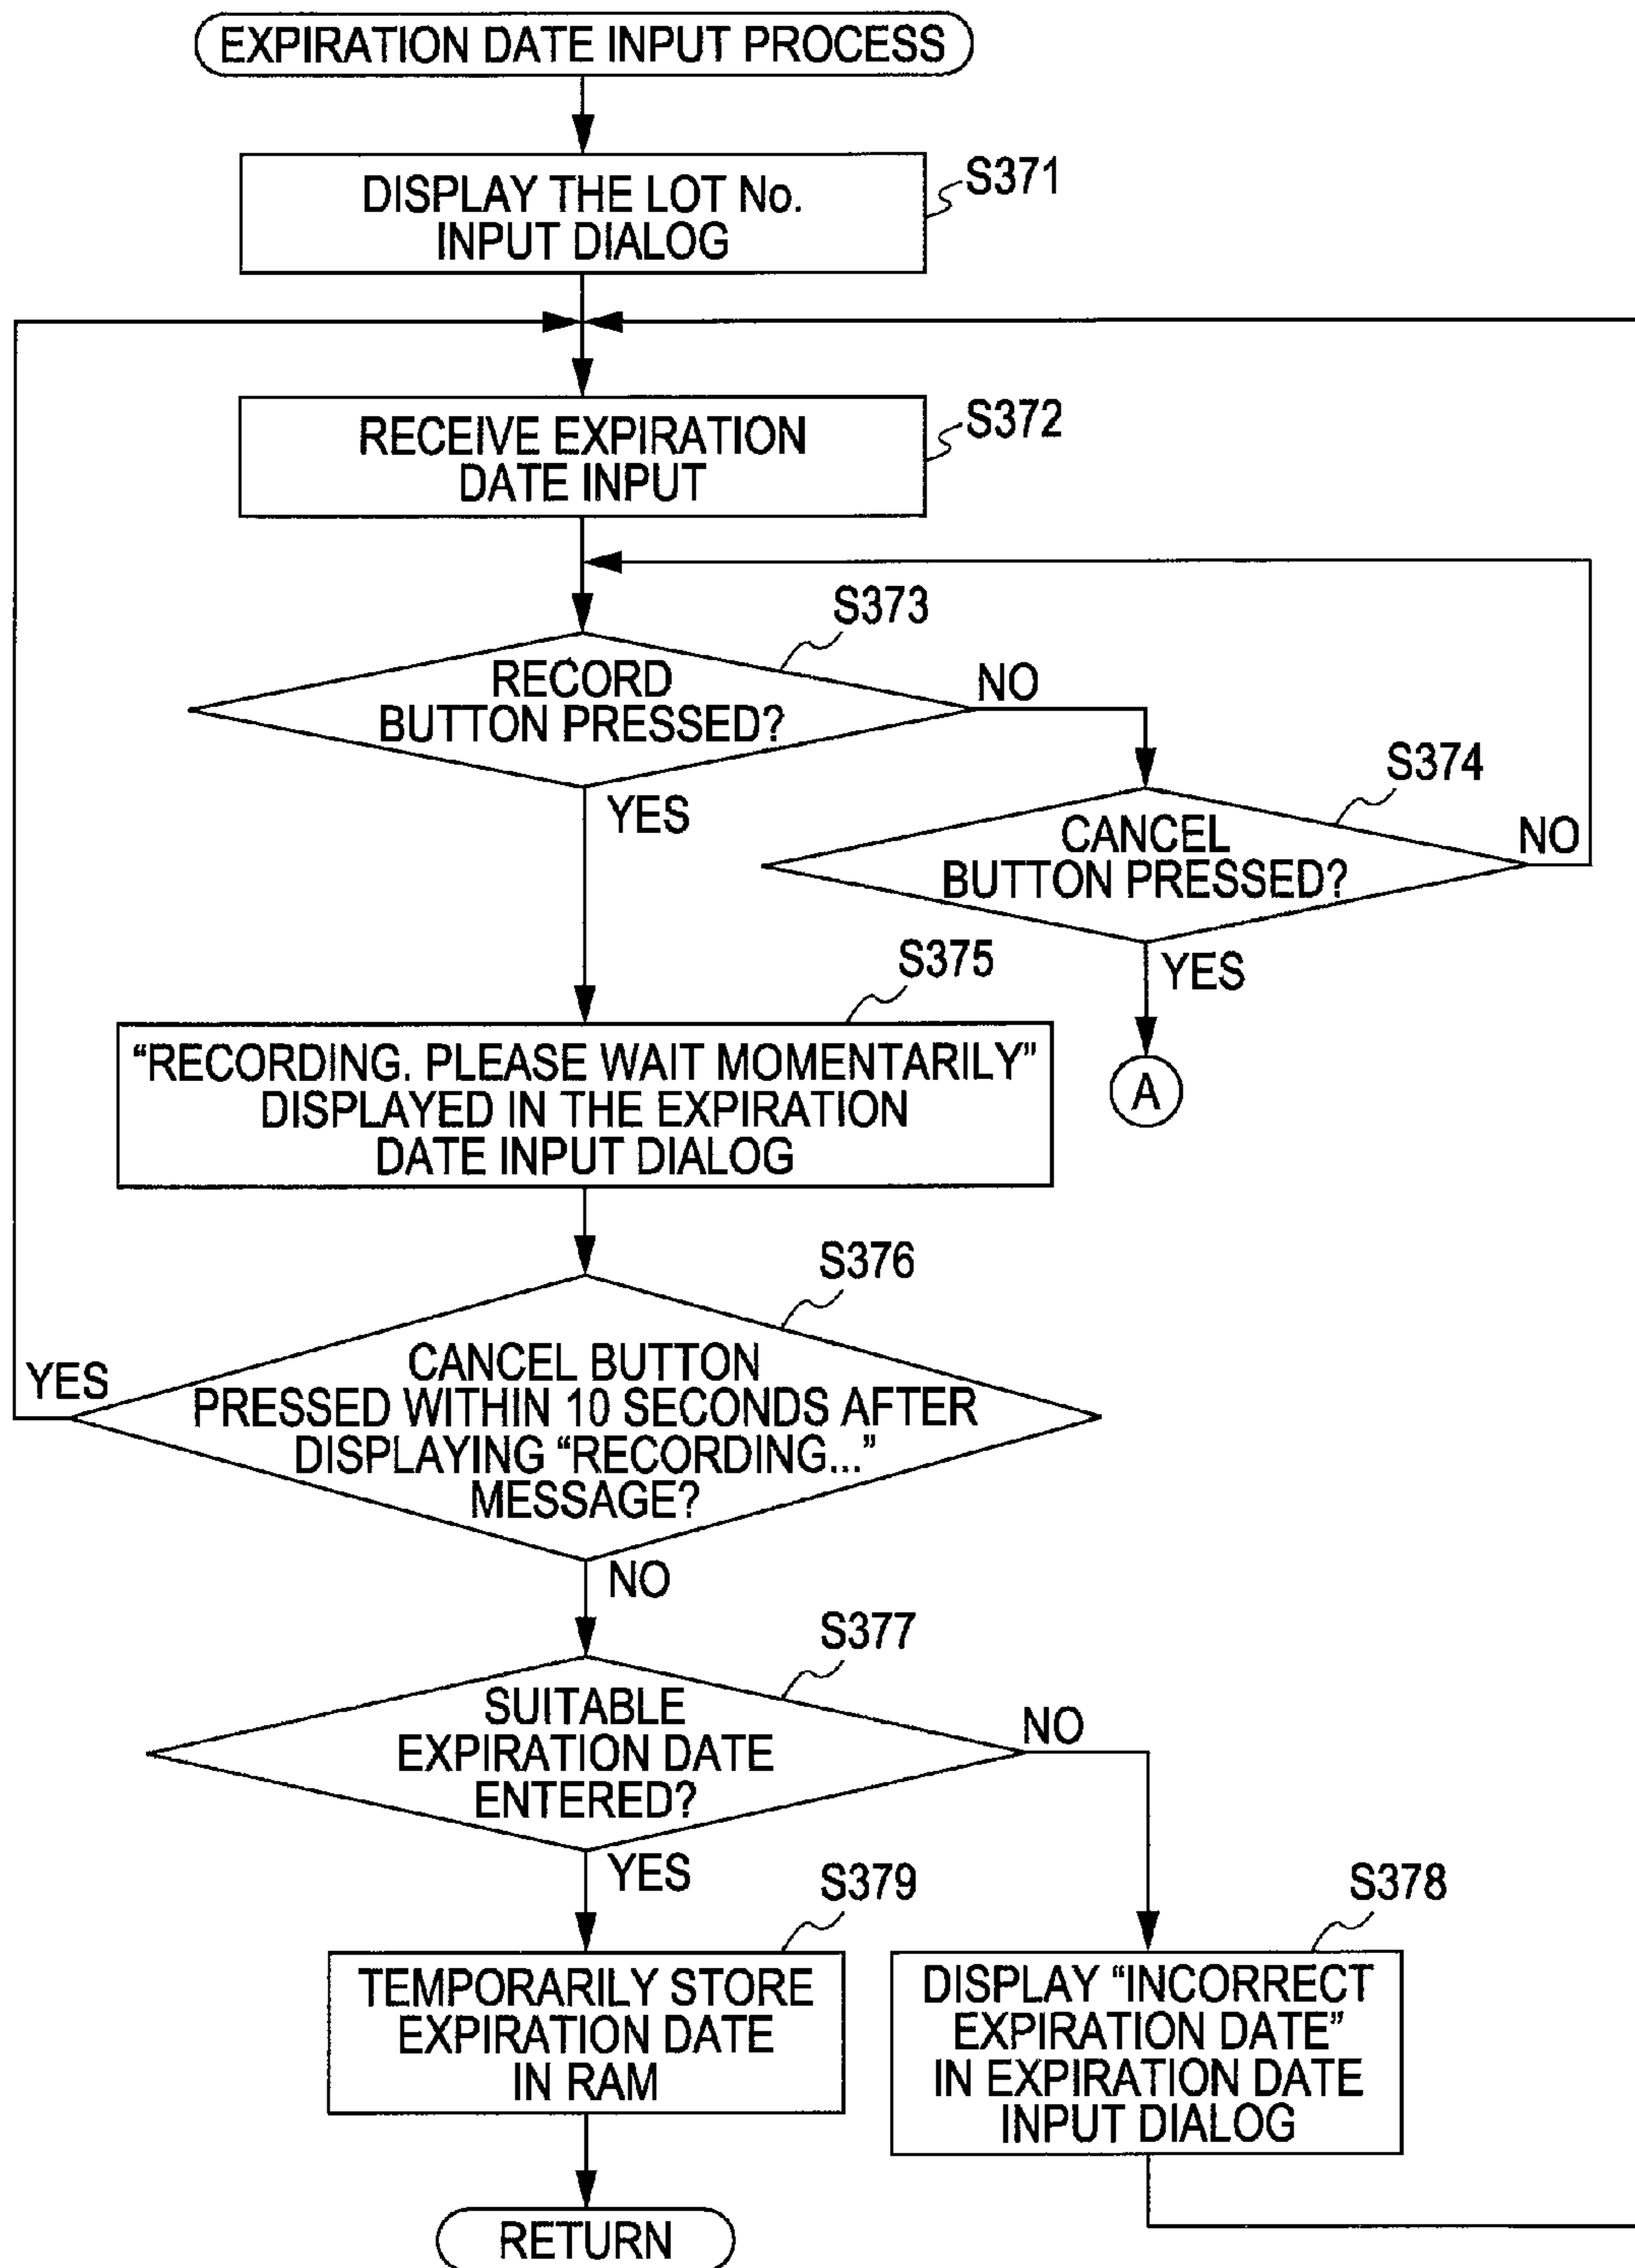 EXPIRATION DATE INPUT PROCESS
S371
DISPLAY THE LOT No.
INPUT DIALOG
S372
RECEIVE EXPIRATION
DATE INPUT
S373
RECORD
BUTTON PRESSED?
NO
YES
S374
CANCEL
BUTTON PRESSED?
NO
YES
A
S375
“RECORDING. PLEASE WAIT MOMENTARILY”
DISPLAYED IN THE EXPIRATION
DATE INPUT DIALOG
S376
CANCEL BUTTON
PRESSED WITHIN 10 SECONDS AFTER
DISPLAYING “RECORDING...”
MESSAGE?
YES
NO
S377
SUITABLE
EXPIRATION DATE
ENTERED?
NO
YES
S379
TEMPORARILY STORE
EXPIRATION DATE
IN RAM
S378
DISPLAY “INCORRECT
EXPIRATION DATE”
IN EXPIRATION DATE
INPUT DIALOG
RETURN